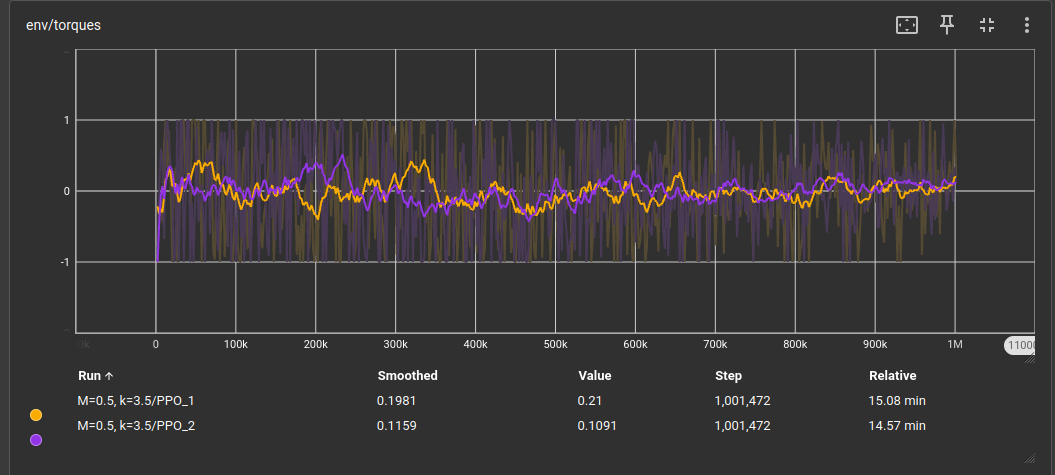 env/torques
1
0
-1
0k 0 100k 200k 300k 400k 500k 600k 700k 800k 900k 1M 11000
Run ↑ Smoothed Value Step Relative
M=0.5, k=3.5/PPO_1 0.1981 0.21 1,001,472 15.08 min
M=0.5, k=3.5/PPO_2 0.1159 0.1091 1,001,472 14.57 min